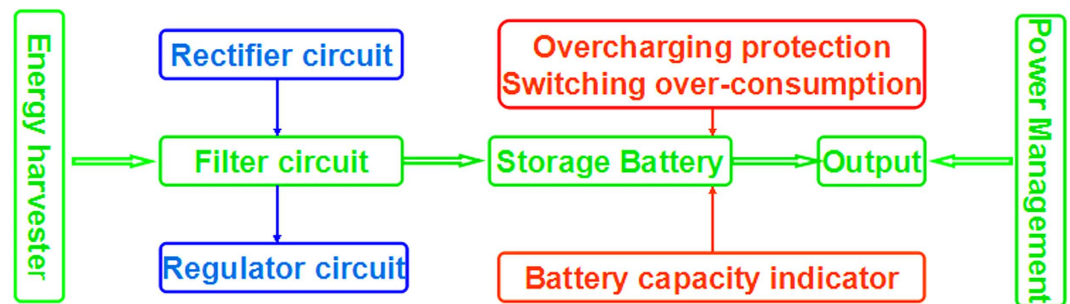 Energy harvester
Rectifier circuit
Filter circuit
Regulator circuit
Overcharging protection
Switching over-consumption
Storage Battery
Battery capacity indicator
Output
Power Management